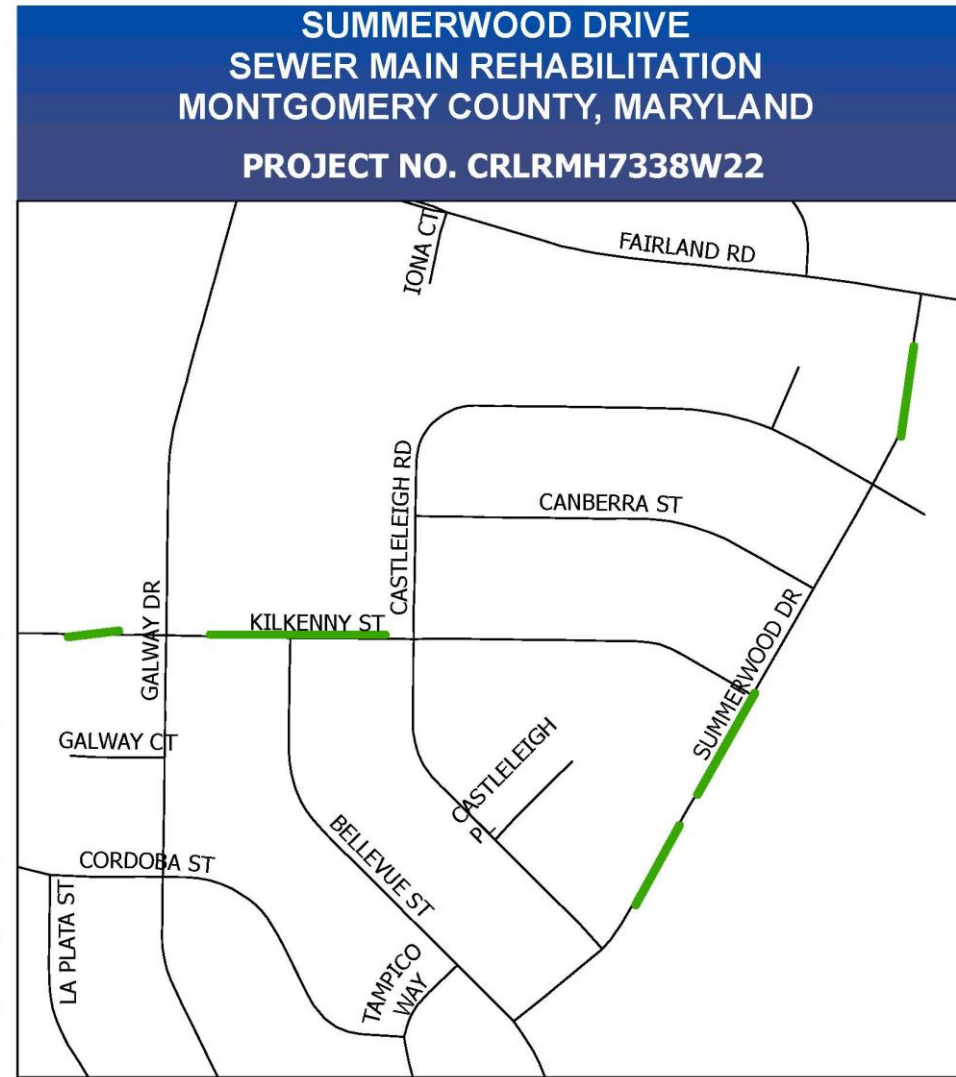 SUMMERWOOD DRIVE
SEWER MAIN REHABILITATION
MONTGOMERY COUNTY, MARYLAND
PROJECT NO. CRLRMH7338W22
IONA CT
FAIRLAND RD
CASTLELEIGH RD
CANBERRA ST
GALWAY DR
KILKENNY ST
SUMMERWOOD DR
GALWAY CT
CASTLELEIGH
PL
BELLEVUE ST
CORDOBA ST
LA PLATA ST
TAMPICO
WAY